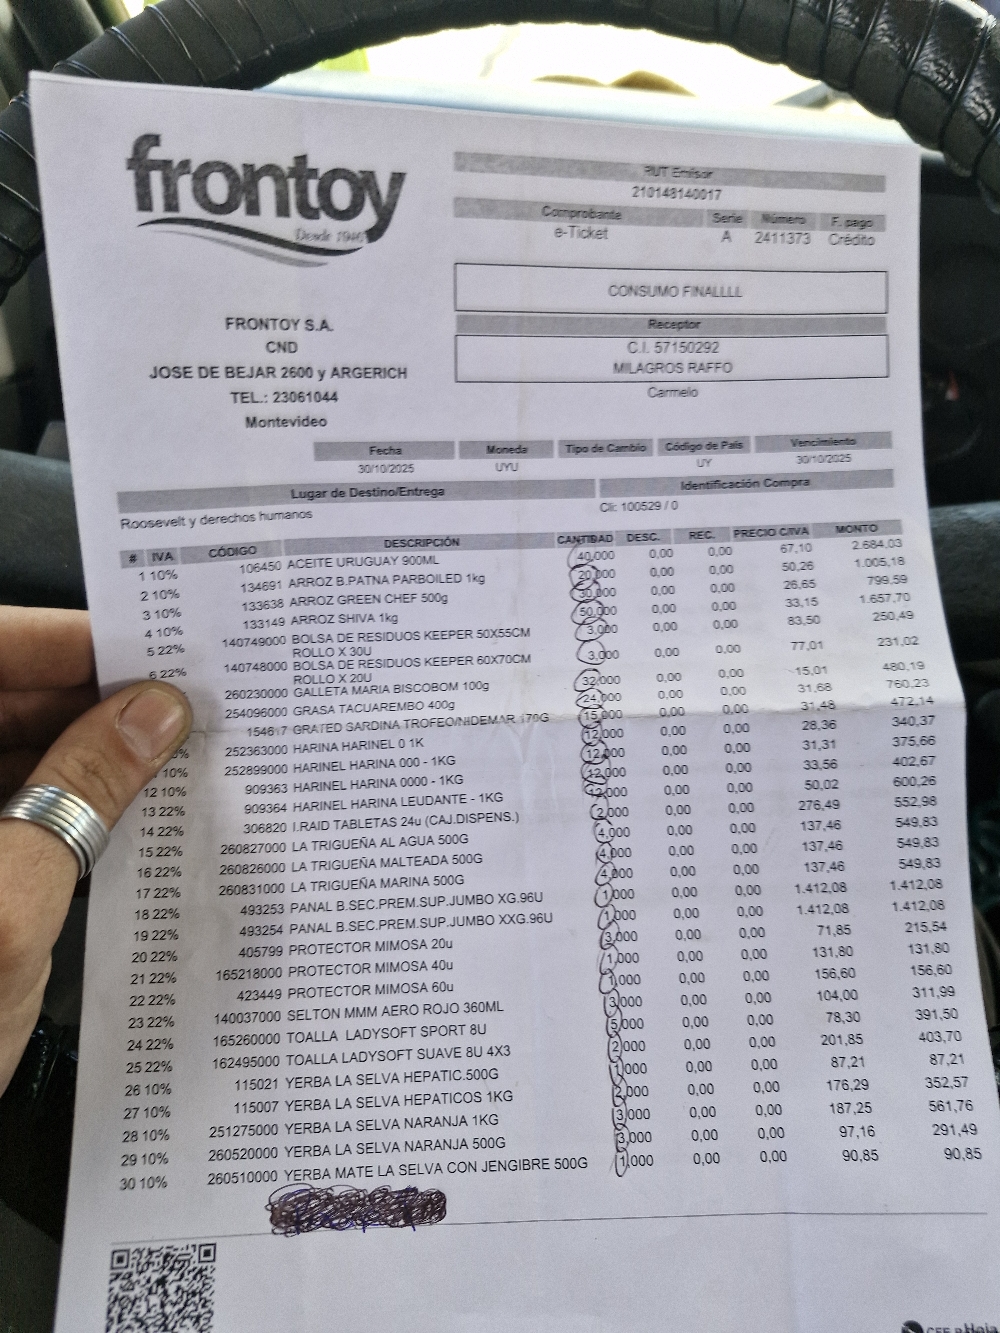 frontoy
Desde 1946
RUT Emisor
210148140017
Comprobante Serie Número F. pago
e-Ticket A 2411373 Crédito
CONSUMO FINALLLL
Receptor
C.I. 57150292
MILAGROS RAFFO
Carmelo
FRONTOY S.A.
CND
JOSE DE BEJAR 2600 y ARGERICH
TEL.: 23061044
Montevideo
Fecha Moneda Tipo de Cambio Código de País Vencimiento
30/10/2025 UYU UY 30/10/2025
Lugar de Destino/Entrega Identificación Compra
Roosevelt y derechos humanos Cli: 100529 / 0
# IVA CÓDIGO DESCRIPCIÓN CANTIDAD DESC. REC. PRECIO C/IVA MONTO
1 10% 106450 ACEITE URUGUAY 900ML 40,000 0,00 0,00 67,10 2.684,03
2 10% 134691 ARROZ B.PATNA PARBOILED 1kg 20,000 0,00 0,00 50,26 1.005,18
3 10% 133638 ARROZ GREEN CHEF 500g 30,000 0,00 0,00 26,65 799,59
4 10% 133149 ARROZ SHIVA 1kg 50,000 0,00 0,00 33,15 1.657,70
5 22% 140749000 BOLSA DE RESIDUOS KEEPER 50X55CM 3,000 0,00 0,00 83,50 250,49
ROLLO X 30U
6 22% 140748000 BOLSA DE RESIDUOS KEEPER 60X70CM 3,000 0,00 0,00 77,01 231,02
ROLLO X 20U
260230000 GALLETA MARIA BISCOBOM 100g 32,000 0,00 0,00 15,01 480,19
254096000 GRASA TACUAREMBO 400g 24,000 0,00 0,00 31,68 760,23
154617 GRATED SARDINA TROFEO/NIDEMAR 170G 15,000 0,00 0,00 31,48 472,14
252363000 HARINA HARINEL 0 1K 12,000 0,00 0,00 28,36 340,37
10% 252899000 HARINEL HARINA 000 - 1KG 12,000 0,00 0,00 31,31 375,66
12 10% 909363 HARINEL HARINA 0000 - 1KG 12,000 0,00 0,00 33,56 402,67
13 22% 909364 HARINEL HARINA LEUDANTE - 1KG 12,000 0,00 0,00 50,02 600,26
14 22% 306820 I.RAID TABLETAS 24u (CAJ.DISPENS.) 2,000 0,00 0,00 276,49 552,98
15 22% 260827000 LA TRIGUEÑA AL AGUA 500G 4,000 0,00 0,00 137,46 549,83
16 22% 260826000 LA TRIGUEÑA MALTEADA 500G 4,000 0,00 0,00 137,46 549,83
17 22% 260831000 LA TRIGUEÑA MARINA 500G 4,000 0,00 0,00 137,46 549,83
18 22% 493253 PANAL B.SEC.PREM.SUP.JUMBO XG.96U 1,000 0,00 0,00 1.412,08 1.412,08
19 22% 493254 PANAL B.SEC.PREM.SUP.JUMBO XXG.96U 1,000 0,00 0,00 1.412,08 1.412,08
20 22% 405799 PROTECTOR MIMOSA 20u 3,000 0,00 0,00 71,85 215,54
21 22% 165218000 PROTECTOR MIMOSA 40u 1,000 0,00 0,00 131,80 131,80
22 22% 423449 PROTECTOR MIMOSA 60u 1,000 0,00 0,00 156,60 156,60
23 22% 140037000 SELTON MMM AERO ROJO 360ML 3,000 0,00 0,00 104,00 311,99
24 22% 165260000 TOALLA LADYSOFT SPORT 8U 5,000 0,00 0,00 78,30 391,50
25 22% 162495000 TOALLA LADYSOFT SUAVE 8U 4X3 2,000 0,00 0,00 201,85 403,70
26 10% 115021 YERBA LA SELVA HEPATIC.500G 1,000 0,00 0,00 87,21 87,21
27 10% 115007 YERBA LA SELVA HEPATICOS 1KG 2,000 0,00 0,00 176,29 352,57
28 10% 251275000 YERBA LA SELVA NARANJA 1KG 3,000 0,00 0,00 187,25 561,76
29 10% 260520000 YERBA LA SELVA NARANJA 500G 3,000 0,00 0,00 97,16 291,49
30 10% 260510000 YERBA MATE LA SELVA CON JENGIBRE 500G 1,000 0,00 0,00 90,85 90,85